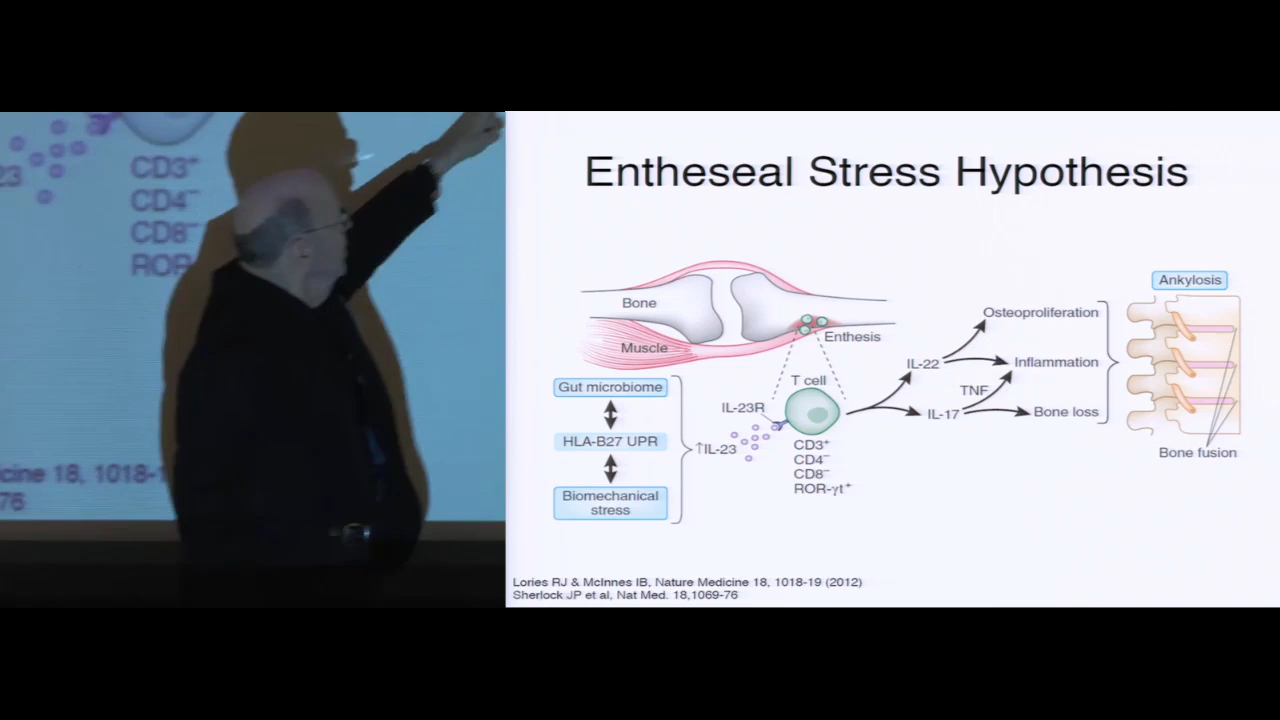 23
CD3⁺
CD4⁻
CD8⁻
ROR
icine 18, 1018-1
76
Entheseal Stress Hypothesis
Bone
Muscle
Enthesis
Gut microbiome
HLA-B27 UPR
Biomechanical
stress
↑IL-23
IL-23R
T cell
CD3⁺
CD4⁻
CD8⁻
ROR-γt⁺
IL-22
IL-17
TNF
Osteoproliferation
Inflammation
Bone loss
Ankylosis
Bone fusion
Lories RJ & McInnes IB, Nature Medicine 18, 1018-19 (2012)
Sherlock JP et al, Nat Med. 18,1069-76